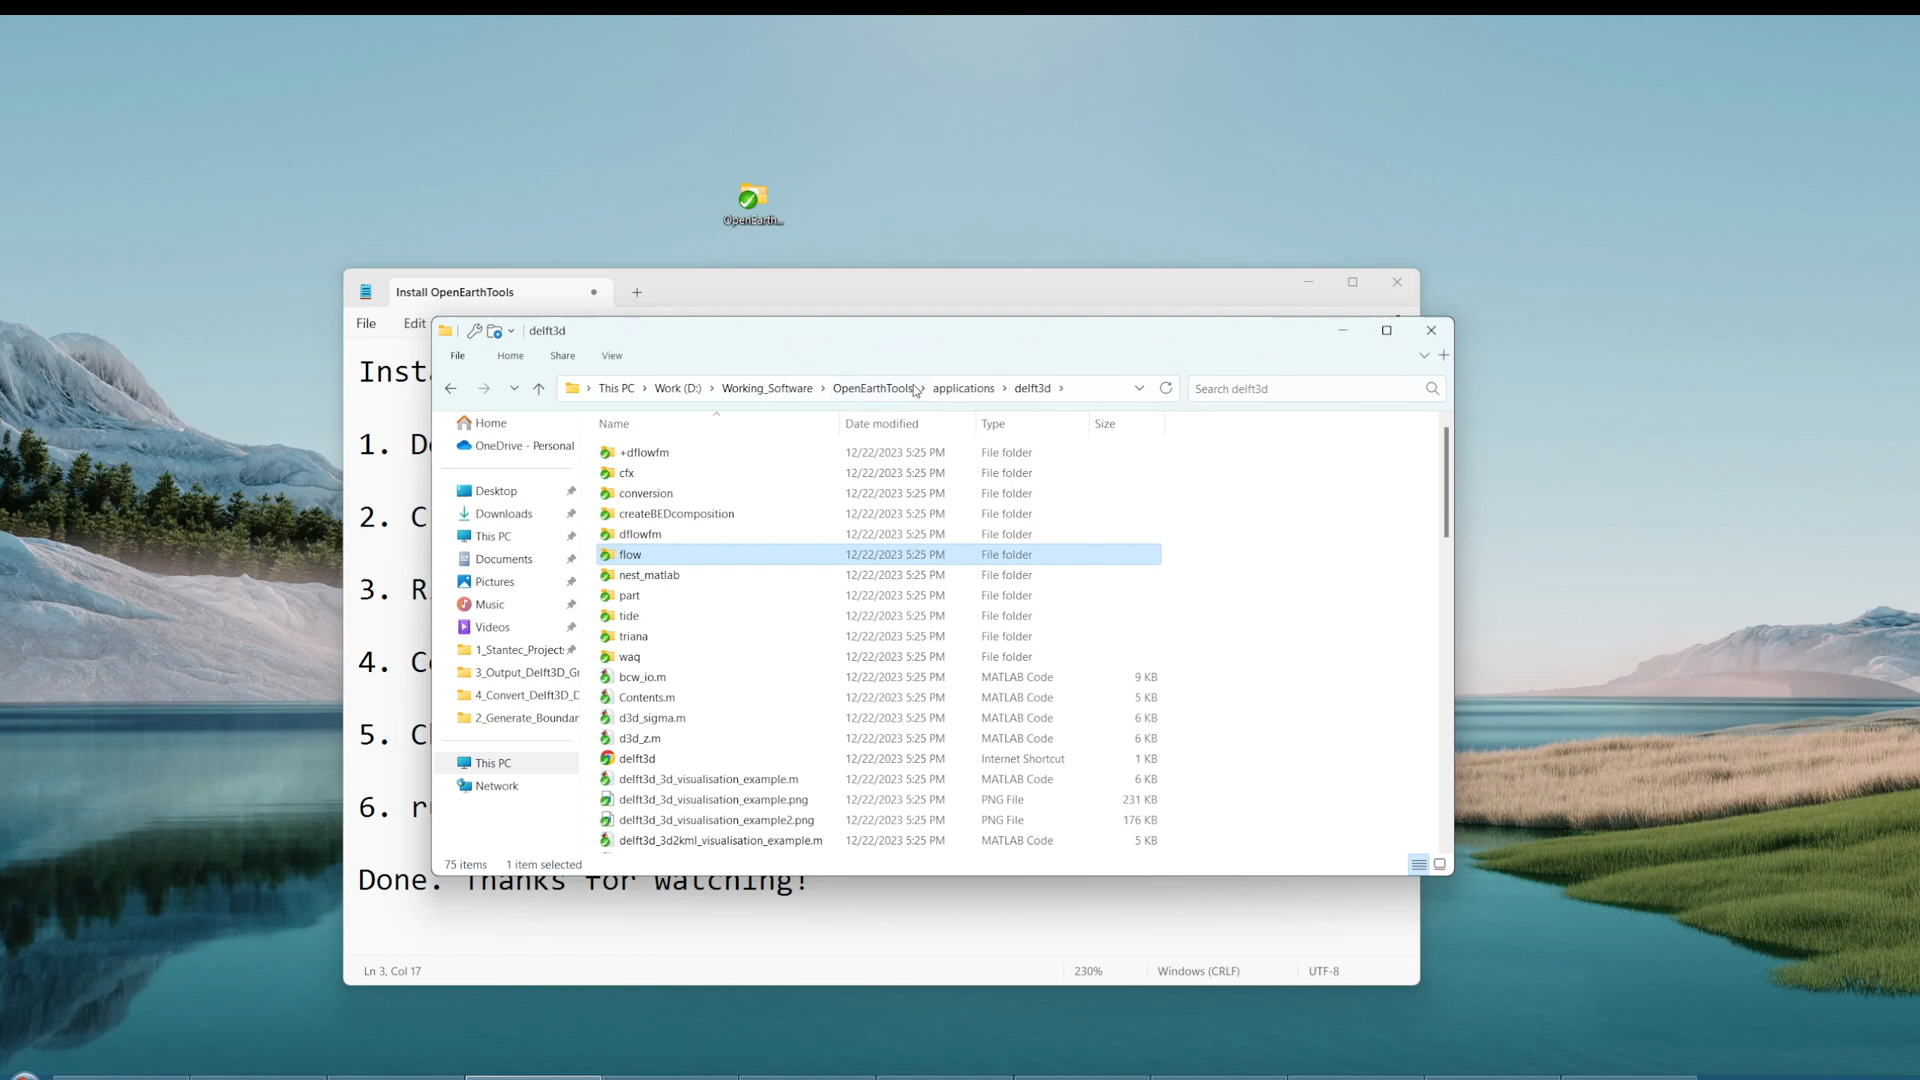 OpenEarth...
Install OpenEarthTools
File
Edit
delft3d
File
Home
Share
View
This PC
Work (D:)
Working_Software
OpenEarthTools
applications
delft3d
Search delft3d
Name
Date modified
Type
Size
Home
OneDrive - Personal
Desktop
Downloads
This PC
Documents
Pictures
Music
Videos
1_Stantec_Project
3_Output_Delft3D_Gr
4_Convert_Delft3D_D
2_Generate_Boundar
This PC
Network
+dflowfm 12/22/2023 5:25 PM File folder
cfx 12/22/2023 5:25 PM File folder
conversion 12/22/2023 5:25 PM File folder
createBEDcomposition 12/22/2023 5:25 PM File folder
dflowfm 12/22/2023 5:25 PM File folder
flow 12/22/2023 5:25 PM File folder
nest_matlab 12/22/2023 5:25 PM File folder
part 12/22/2023 5:25 PM File folder
tide 12/22/2023 5:25 PM File folder
triana 12/22/2023 5:25 PM File folder
waq 12/22/2023 5:25 PM File folder
bcw_io.m 12/22/2023 5:25 PM MATLAB Code 9 KB
Contents.m 12/22/2023 5:25 PM MATLAB Code 5 KB
d3d_sigma.m 12/22/2023 5:25 PM MATLAB Code 6 KB
d3d_z.m 12/22/2023 5:25 PM MATLAB Code 6 KB
delft3d 12/22/2023 5:25 PM Internet Shortcut 1 KB
delft3d_3d_visualisation_example.m 12/22/2023 5:25 PM MATLAB Code 6 KB
delft3d_3d_visualisation_example.png 12/22/2023 5:25 PM PNG File 231 KB
delft3d_3d_visualisation_example2.png 12/22/2023 5:25 PM PNG File 176 KB
delft3d_3d2kml_visualisation_example.m 12/22/2023 5:25 PM MATLAB Code 5 KB
75 items 1 item selected
Inst
1. D
2. C
3. R
4. C
5. C
6. r
Done. Thanks for watching!
Ln 3, Col 17
230%
Windows (CRLF)
UTF-8